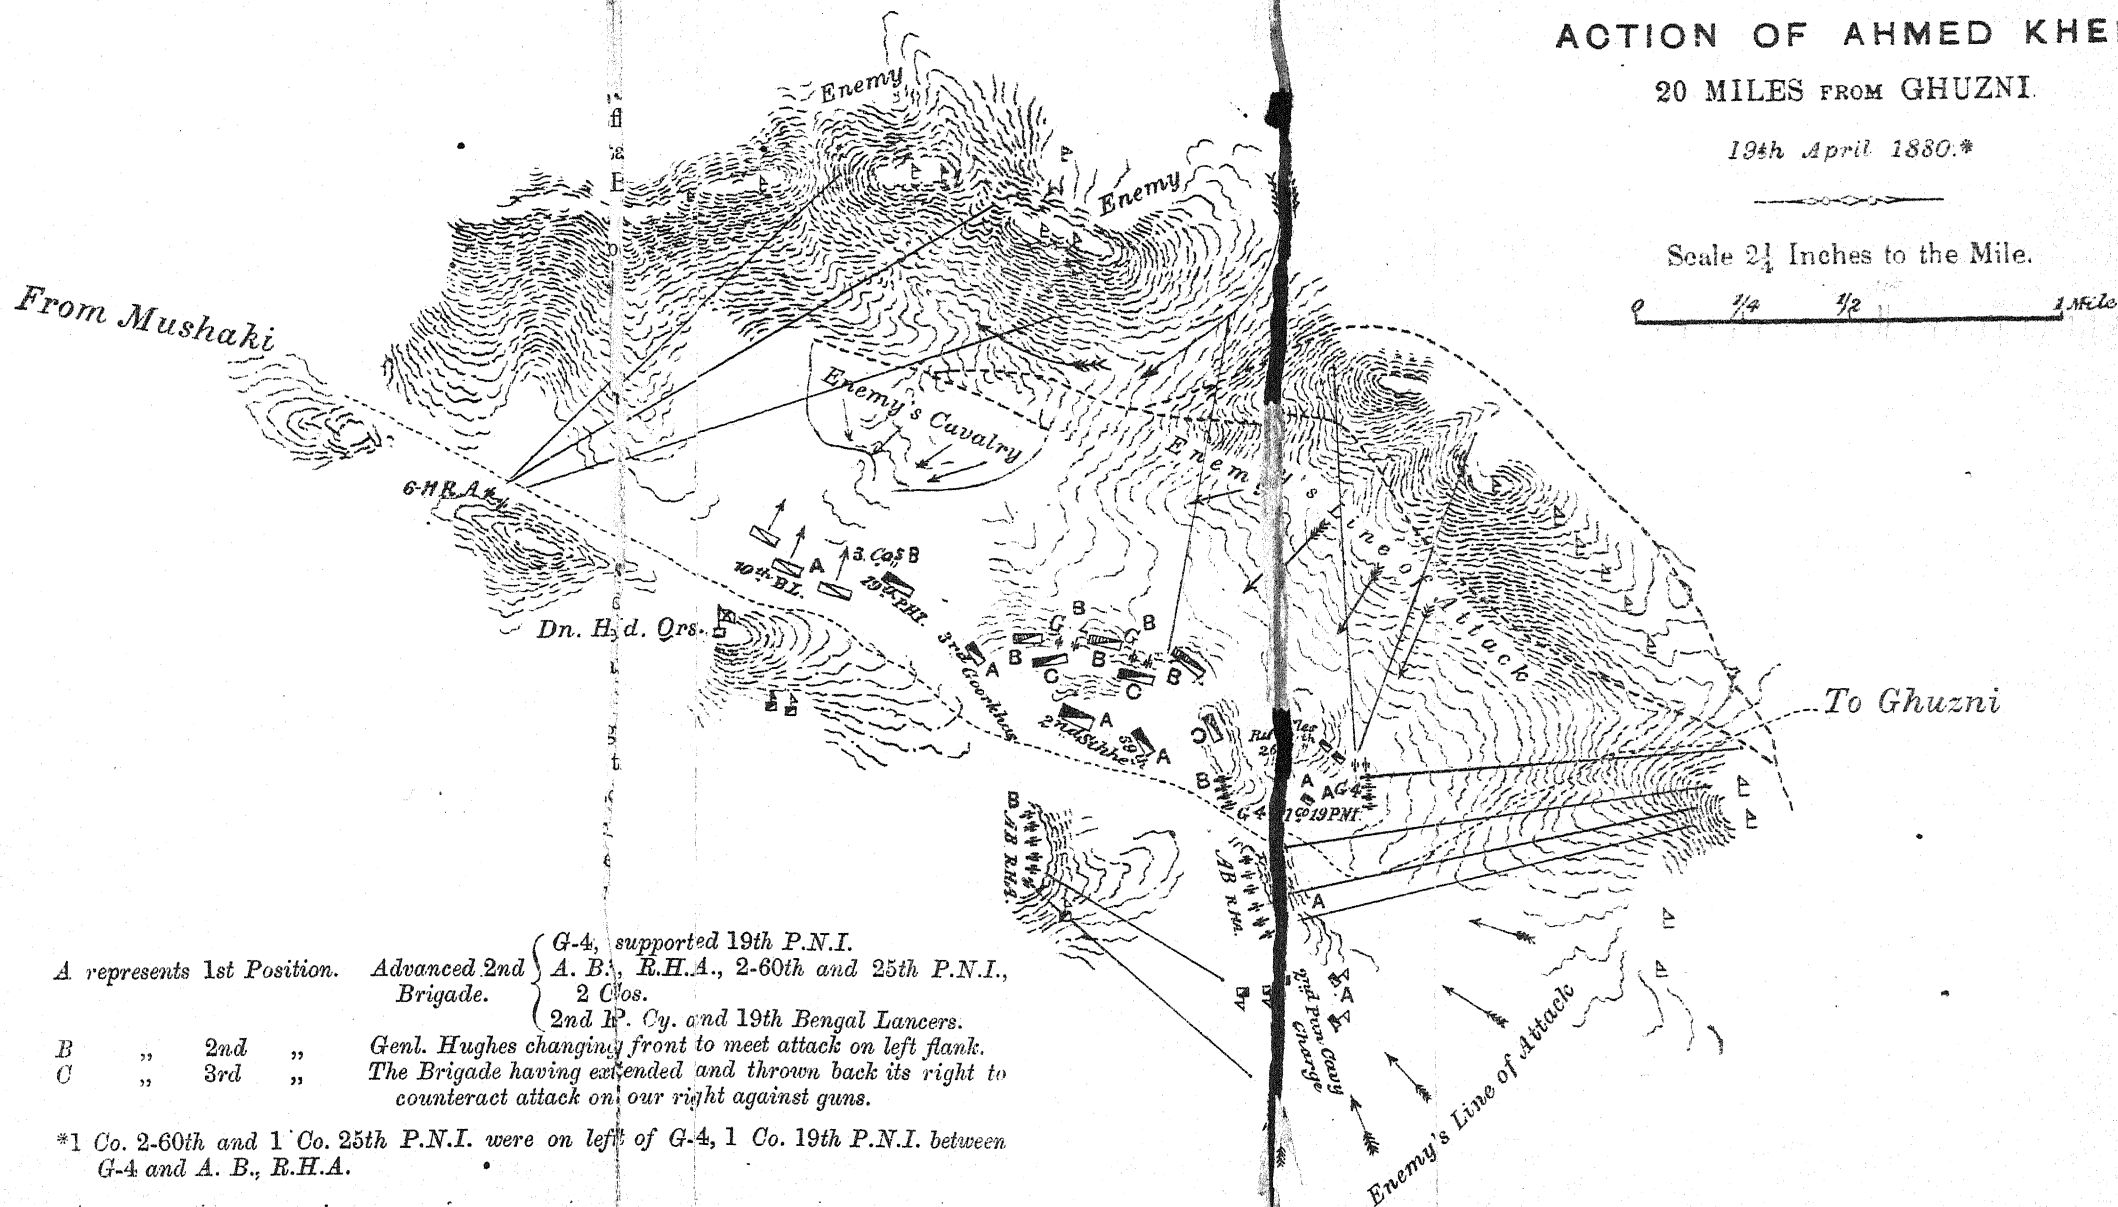 ACTION OF AHMED KHE
20 MILES FROM GHUZNI.
19th April 1880.*
Scale 2¼ Inches to the Mile.
0 1/4 1/2 1 Mile
Enemy
Enemy
From Mushaki
Enemy's Cavalry
Enemy's Line of Attack
6-H R A
10th B.L.
A
3. Cos B
19th P.N.I.
Dn. Hd. Qrs.
3rd Goorkhas
A
B
G
B
G
B
B
B
C
C
2nd Sikhs
A
59th
A
C
B
G 4
A
A G 4
1 Co 19 P.N.I.
To Ghuzni
B
A B R.H.A.
A B R.H.A.
A
2nd Pun Cavy
Charge
A
Enemy's Line of Attack
A represents 1st Position. Advanced 2nd Brigade.
G-4, supported 19th P.N.I.
A. B., R.H.A., 2-60th and 25th P.N.I.,
2 Cos.
2nd P. Cy. and 19th Bengal Lancers.
B „ 2nd „ Genl. Hughes changing front to meet attack on left flank.
C „ 3rd „ The Brigade having extended and thrown back its right to
counteract attack on our right against guns.
*1 Co. 2-60th and 1 Co. 25th P.N.I. were on left of G-4, 1 Co. 19th P.N.I. between
G-4 and A. B., R.H.A.